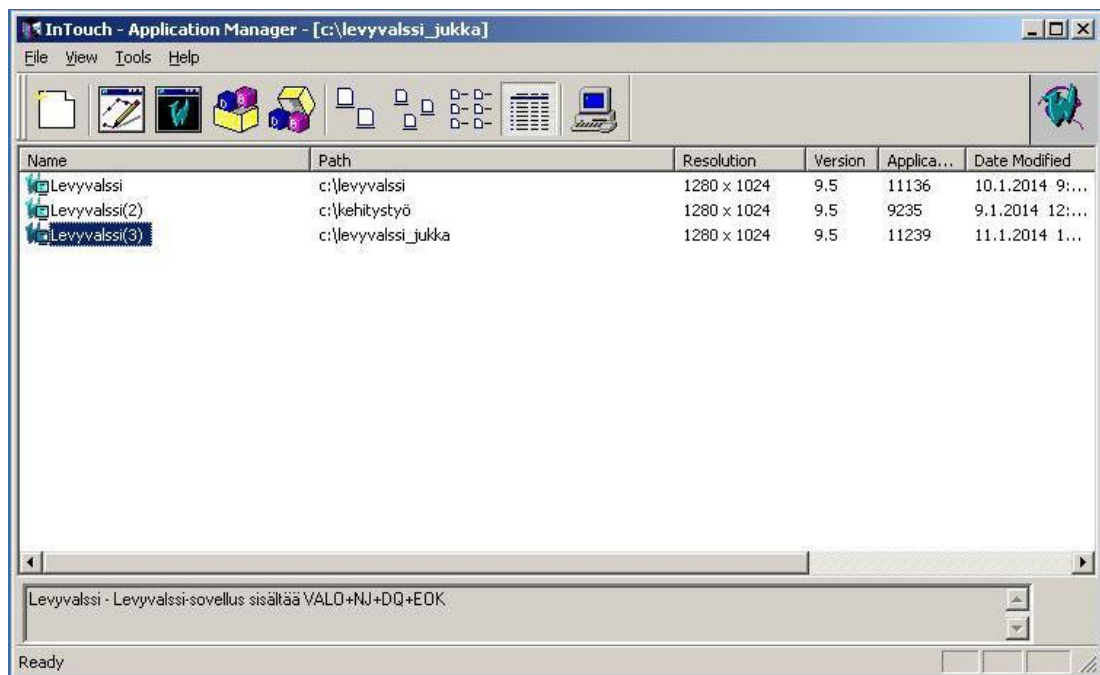 InTouch - Application Manager - [c:\levyvalssi_jukka]
File View Tools Help
Name Path Resolution Version Applica... Date Modified
Levyvalssi c:\levyvalssi 1280 x 1024 9.5 11136 10.1.2014 9:...
Levyvalssi(2) c:\kehitystyö 1280 x 1024 9.5 9235 9.1.2014 12:...
Levyvalssi(3) c:\levyvalssi_jukka 1280 x 1024 9.5 11239 11.1.2014 1...
Levyvalssi - Levyvalssi-sovellus sisältää VALO+NJ+DQ+EOK
Ready